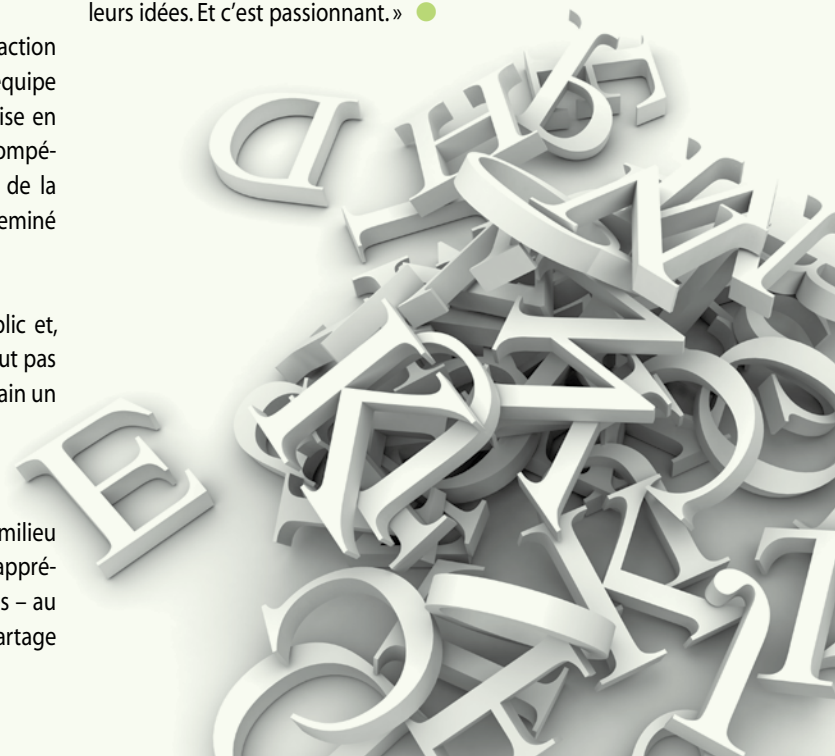 leurs idées. Et c'est passionnant. »
action
équipe
ise en
ompé-
de la
eminé
blic et,
ut pas
ain un
milieu
appré-
s – au
artage